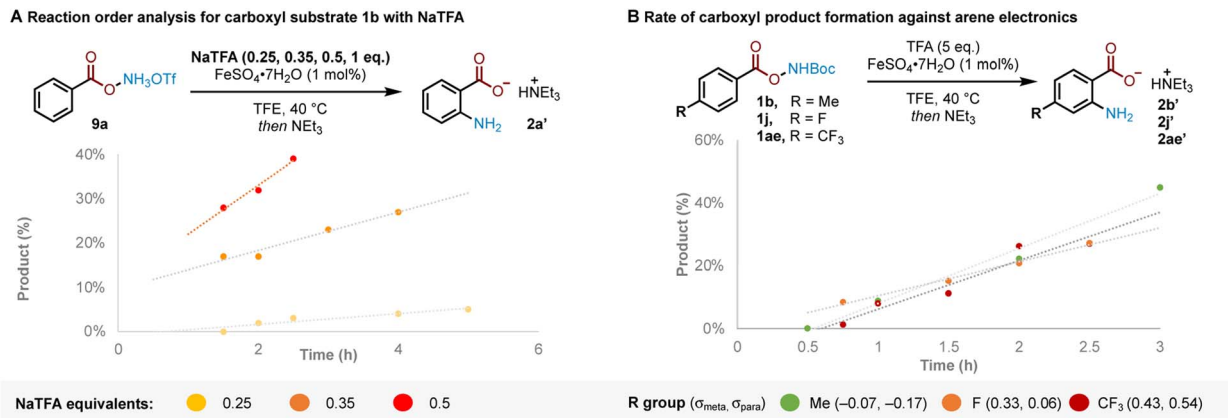 A Reaction order analysis for carboxyl substrate 1b with NaTFA
O
O
NH3OTf
9a
NaTFA (0.25, 0.35, 0.5, 1 eq.)
FeSO4•7H2O (1 mol%)
TFE, 40 °C
then NEt3
O
O−
+
HNEt3
NH2
2a’
40%
30%
20%
10%
0%
Product (%)
0
2
4
6
Time (h)
NaTFA equivalents:
0.25
0.35
0.5
B Rate of carboxyl product formation against arene electronics
O
O
NHBoc
R
1b, R = Me
1j, R = F
1ae, R = CF3
TFA (5 eq.)
FeSO4•7H2O (1 mol%)
TFE, 40 °C
then NEt3
O
O−
+
HNEt3
R
NH2
2b’
2j’
2ae’
60%
40%
20%
0%
Product (%)
0
0.5
1
1.5
2
2.5
3
Time (h)
R group (σmeta, σpara)
Me (−0.07, −0.17)
F (0.33, 0.06)
CF3 (0.43, 0.54)